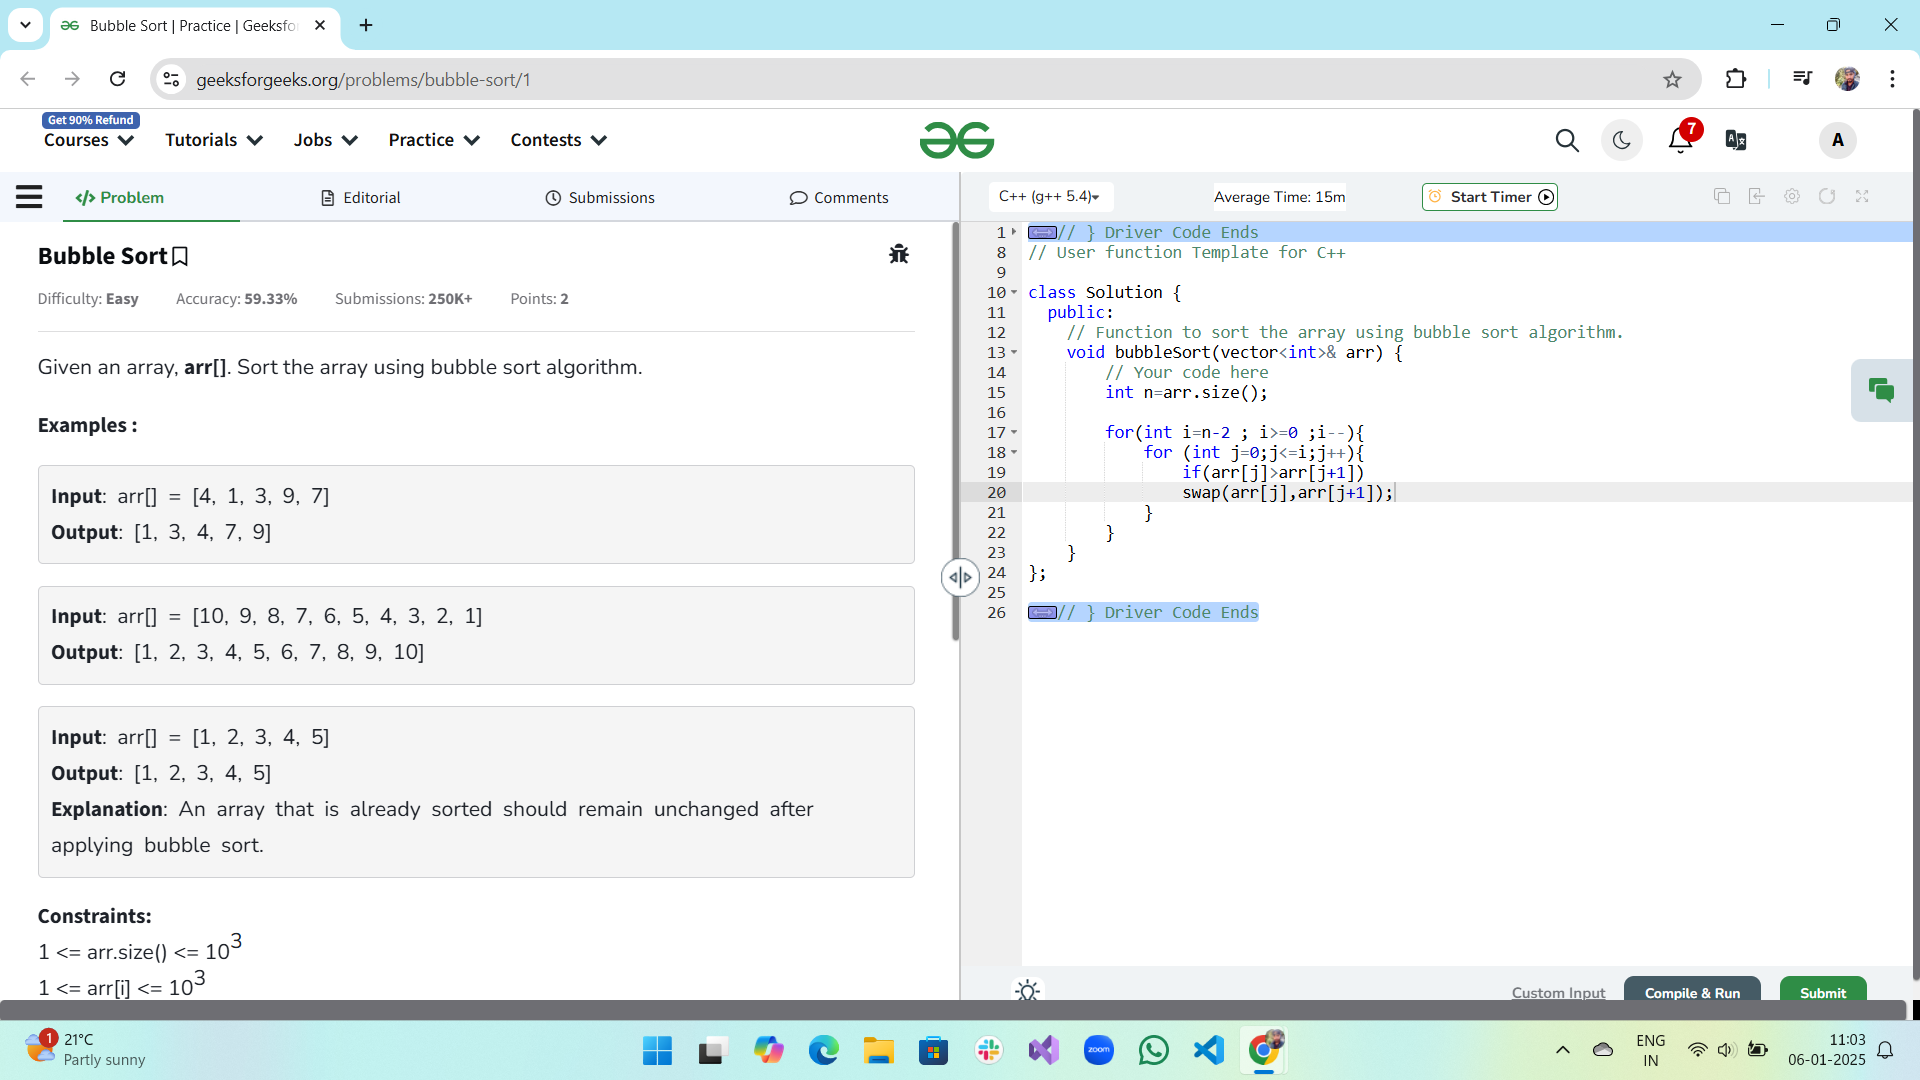 Bubble Sort | Practice | Geeksfo
geeksforgeeks.org/problems/bubble-sort/1
Get 90% Refund
Courses Tutorials Jobs Practice Contests
7
A
Problem Editorial Submissions Comments
C++ (g++ 5.4) Average Time: 15m Start Timer
Bubble Sort
Difficulty: Easy Accuracy: 59.33% Submissions: 250K+ Points: 2
Given an array, arr[]. Sort the array using bubble sort algorithm.
Examples :
Input: arr[] = [4, 1, 3, 9, 7]
Output: [1, 3, 4, 7, 9]
Input: arr[] = [10, 9, 8, 7, 6, 5, 4, 3, 2, 1]
Output: [1, 2, 3, 4, 5, 6, 7, 8, 9, 10]
Input: arr[] = [1, 2, 3, 4, 5]
Output: [1, 2, 3, 4, 5]
Explanation: An array that is already sorted should remain unchanged after
applying bubble sort.
Constraints:
1 <= arr.size() <= 10^3
1 <= arr[i] <= 10^3
1 // } Driver Code Ends
8 // User function Template for C++
9
10 class Solution {
11 public:
12 // Function to sort the array using bubble sort algorithm.
13 void bubbleSort(vector<int>& arr) {
14 // Your code here
15 int n=arr.size();
16
17 for(int i=n-2 ; i>=0 ;i--){
18 for (int j=0;j<=i;j++){
19 if(arr[j]>arr[j+1])
20 swap(arr[j],arr[j+1]);
21 }
22 }
23 }
24 };
25
26 // } Driver Code Ends
Custom Input Compile & Run Submit
1
21°C
Partly sunny
zoom
ENG
IN
11:03
06-01-2025